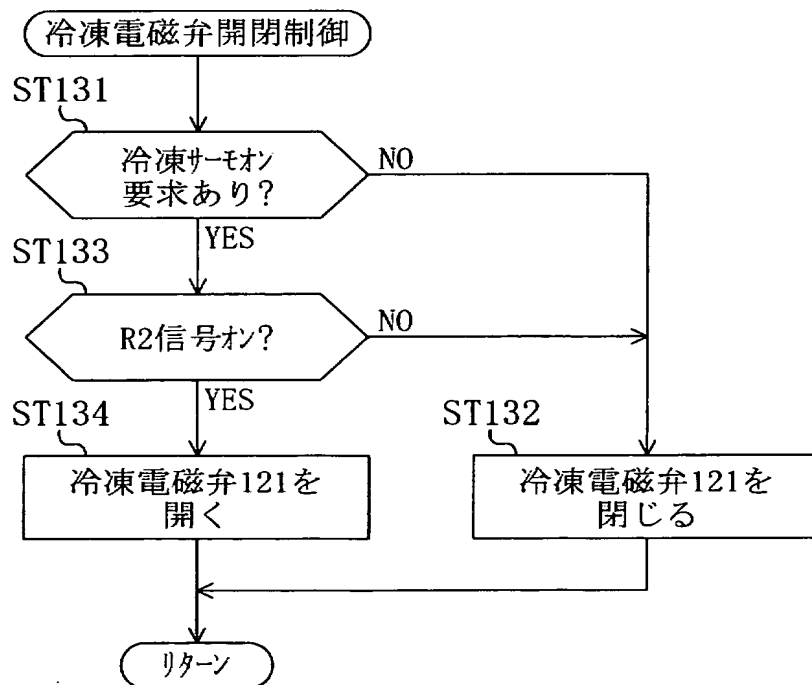 冷凍電磁弁開閉制御
ST131
冷凍サーモオン
要求あり?
NO
YES
ST133
R2信号オン?
NO
YES
ST134
冷凍電磁弁121を
開く
ST132
冷凍電磁弁121を
閉じる
リターン